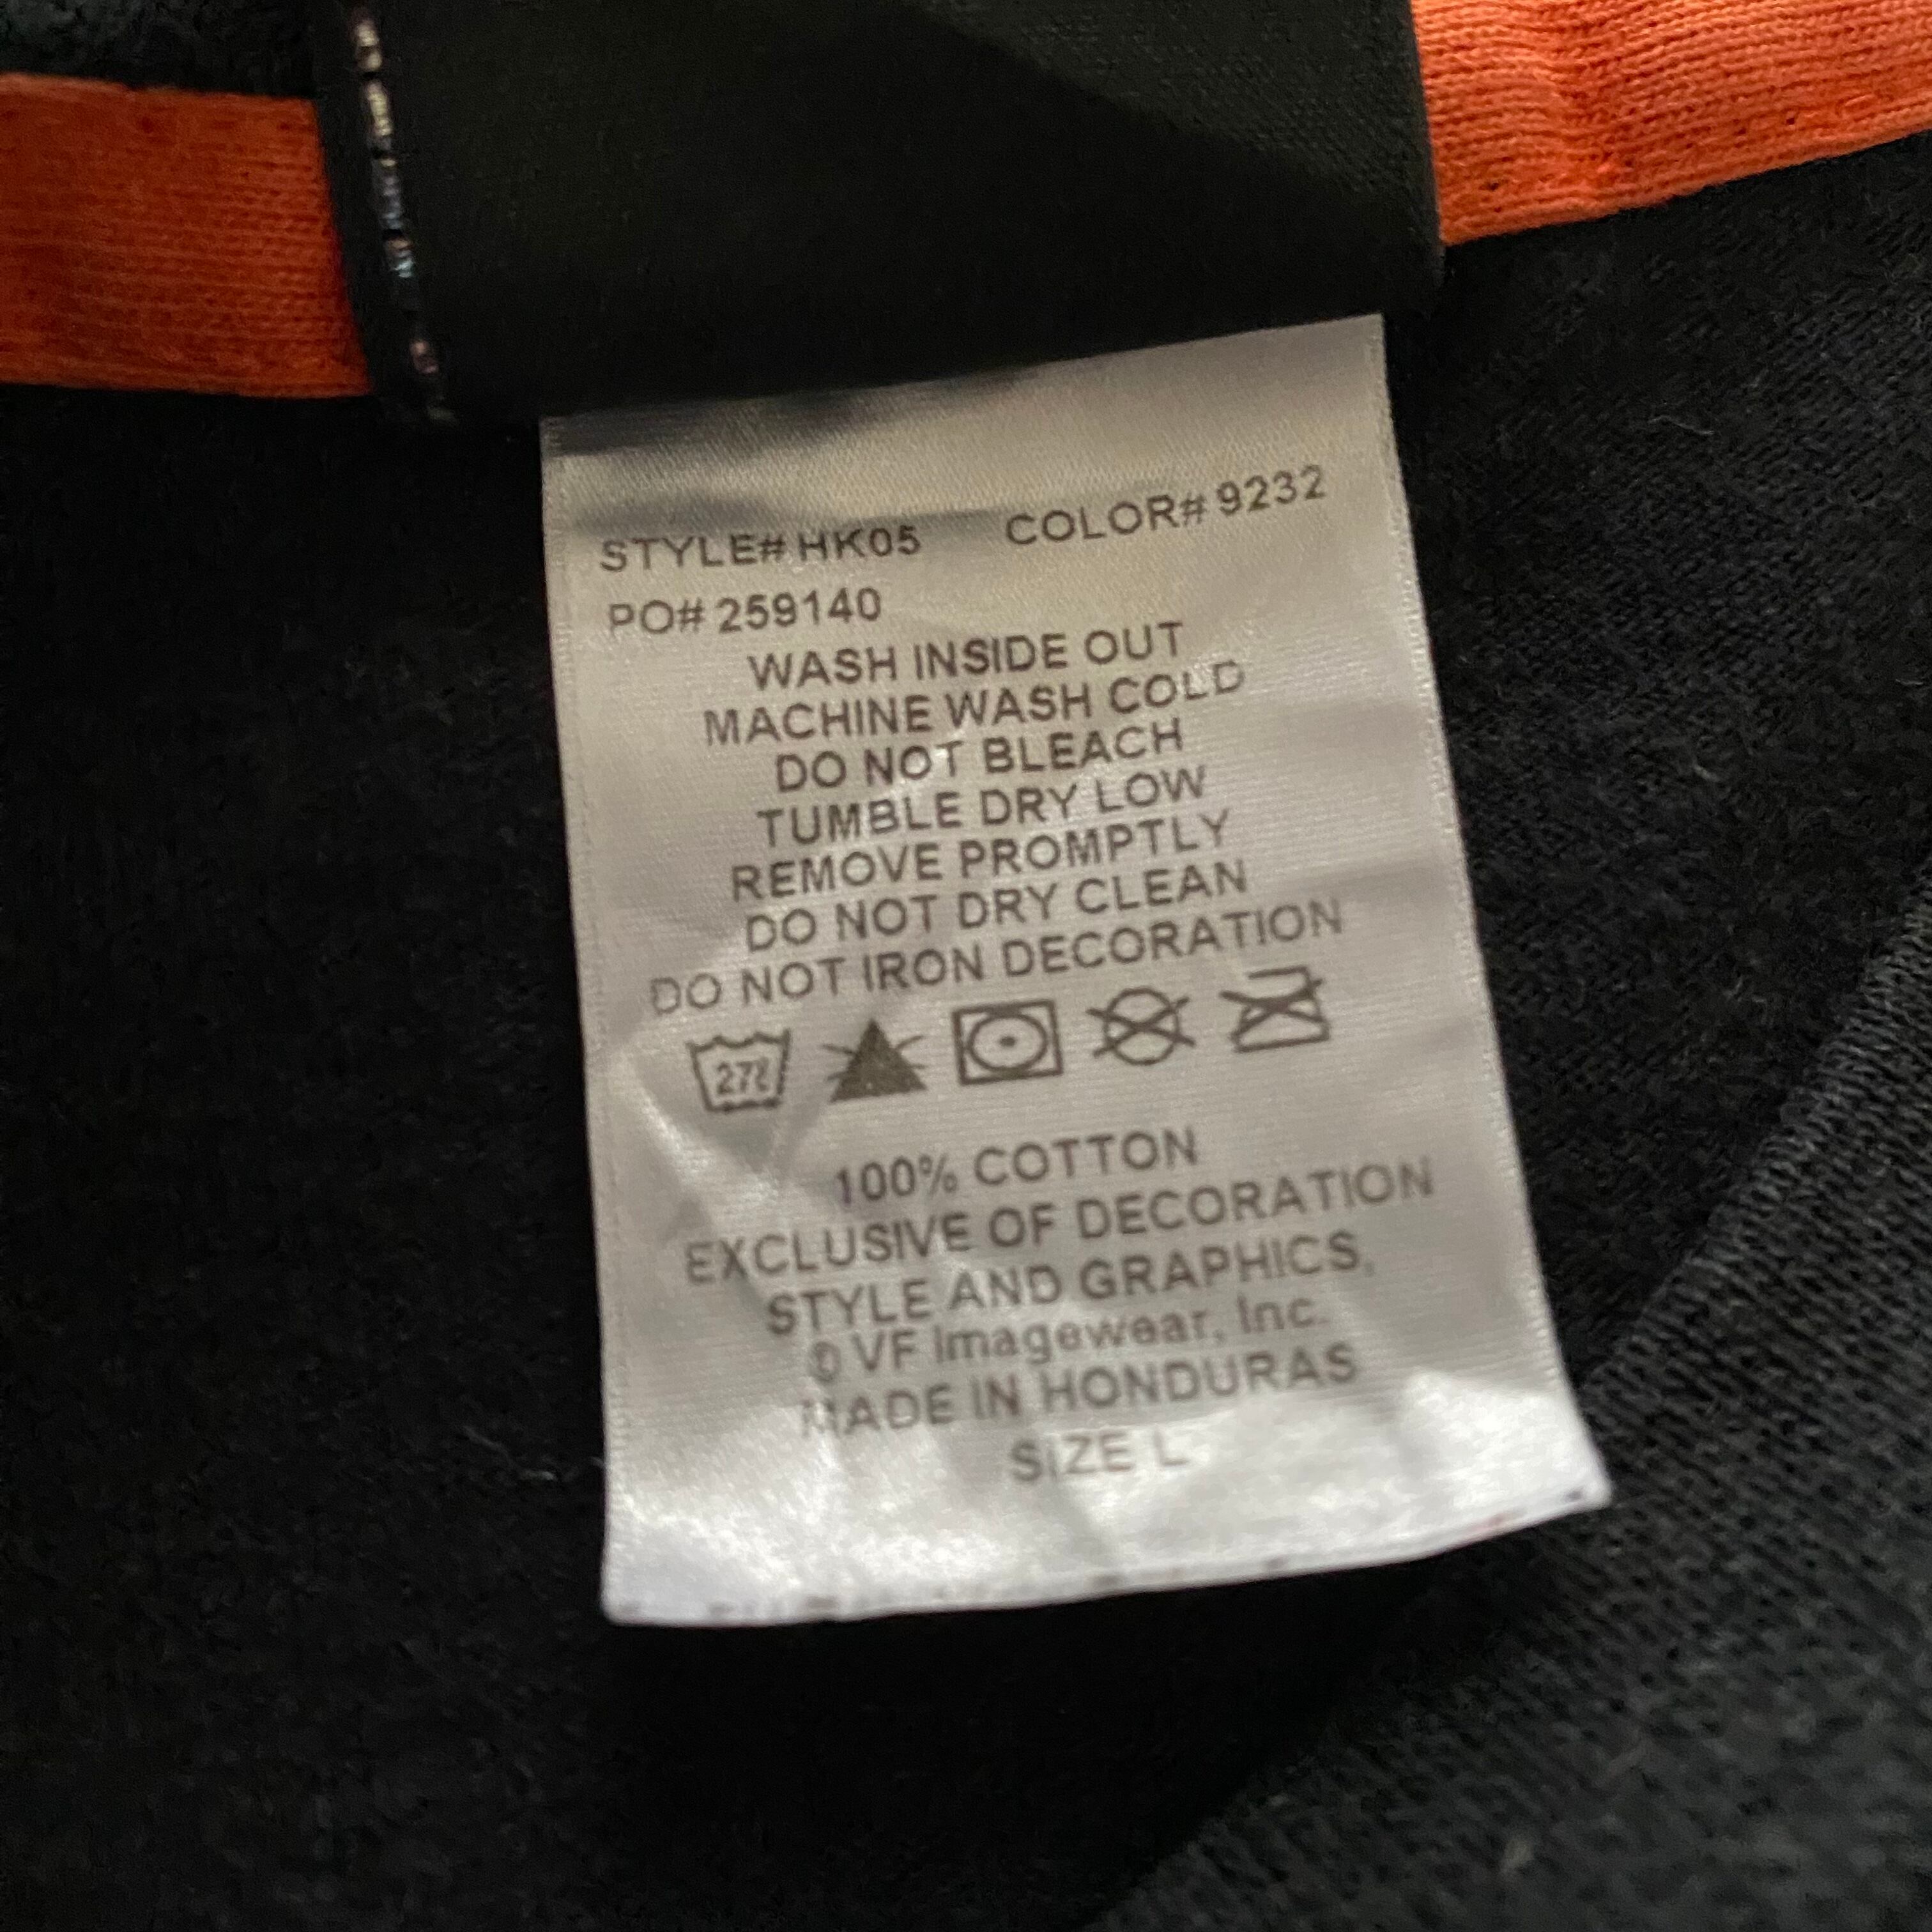 STYLE# HK05 COLOR# 9232
PO# 259140
WASH INSIDE OUT
MACHINE WASH COLD
DO NOT BLEACH
TUMBLE DRY LOW
REMOVE PROMPTLY
DO NOT DRY CLEAN
DO NOT IRON DECORATION
100% COTTON
EXCLUSIVE OF DECORATION
STYLE AND GRAPHICS,
© VF Imagewear, Inc.
MADE IN HONDURAS
SIZE L